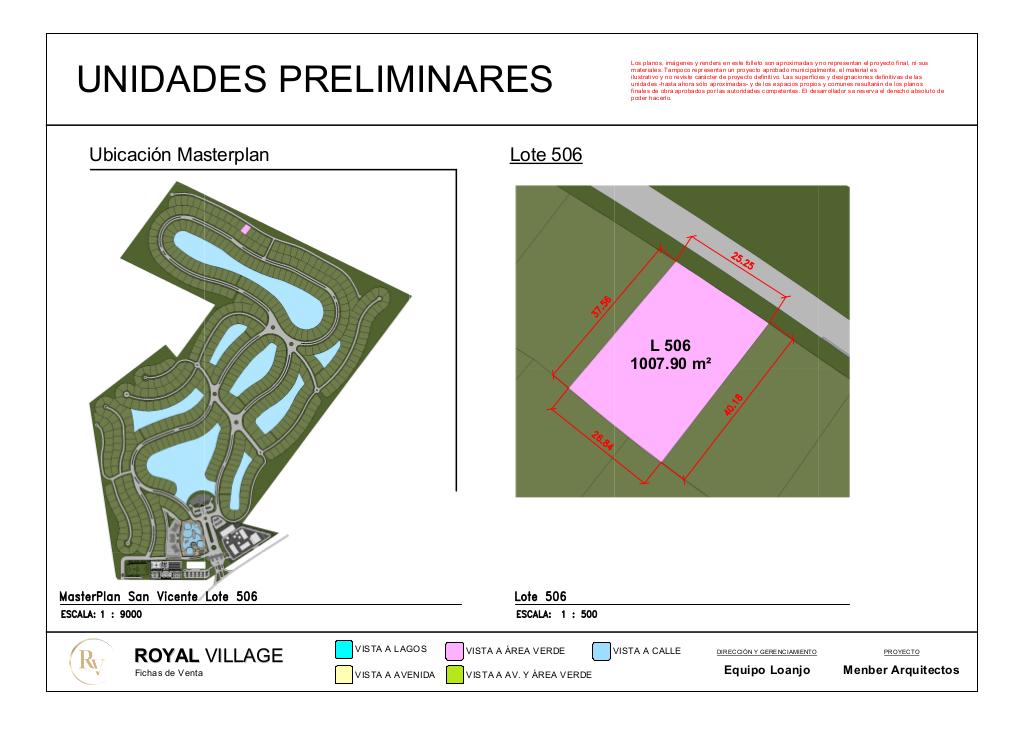 UNIDADES PRELIMINARES
Los planos, imágenes y renders en este folleto son aproximadas y no representan el proyecto final, ni sus
materiales. Tampoco representan un proyecto aprobado municipalmente, el material es
ilustrativo y no reviste carácter de proyecto definitivo. Las superficies y designaciones definitivas de las
unidades -hasta ahora sólo aproximadas- y de los espacios propios y comunes resultarán de los planos
finales de obra aprobados por las autoridades competentes. El desarrollador se reserva el derecho absoluto de
poder hacerlo.
Ubicación Masterplan
Lote 506
25.25
37.56
L 506
1007.90 m²
40.18
26.84
MasterPlan San Vicente Lote 506
ESCALA: 1 : 9000
Lote 506
ESCALA: 1 : 500
RV
ROYAL VILLAGE
Fichas de Venta
VISTA A LAGOS
VISTA A ÁREA VERDE
VISTA A CALLE
VISTA A AVENIDA
VISTA A AV. Y ÁREA VERDE
DIRECCIÓN Y GERENCIAMIENTO
Equipo Loanjo
PROYECTO
Menber Arquitectos